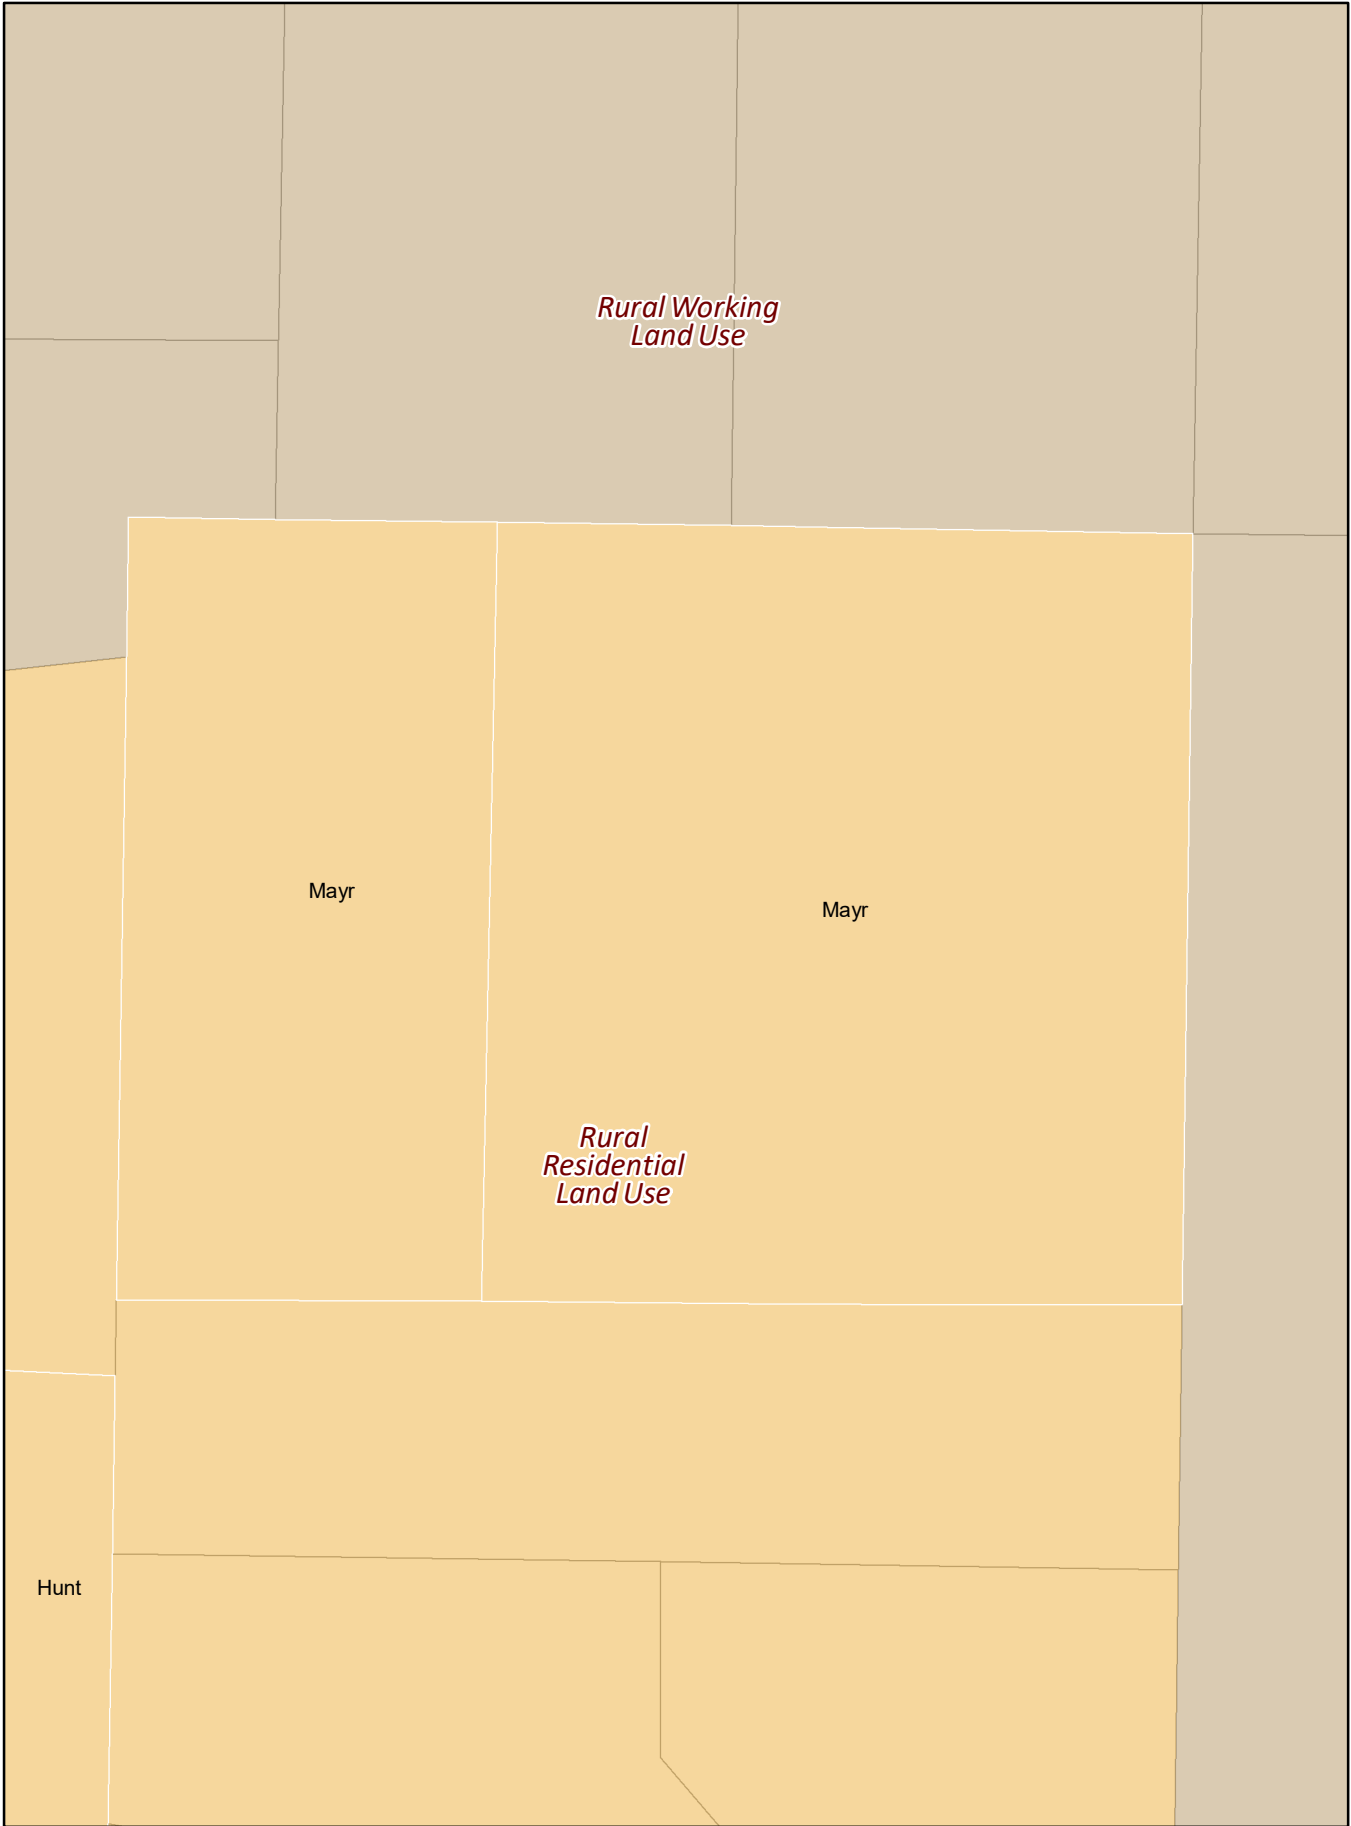 Rural Working
Land Use
Mayr
Mayr
Rural
Residential
Land Use
Hunt